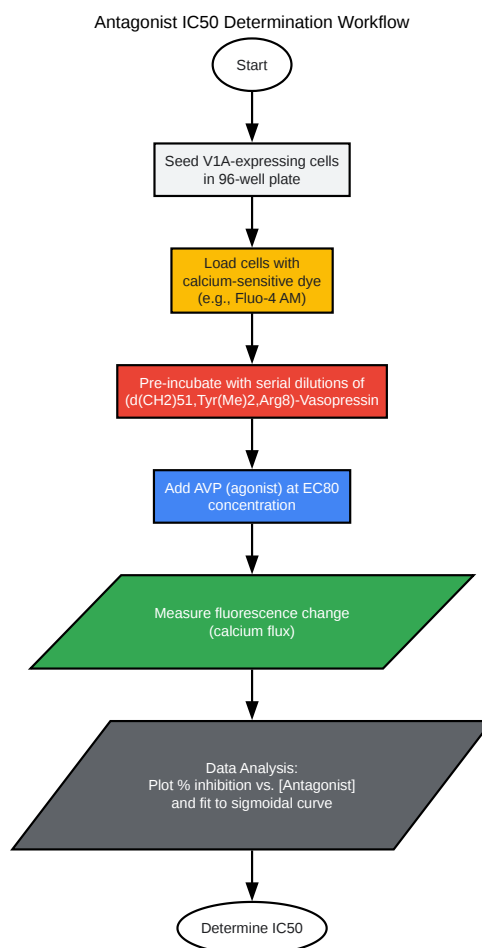 Antagonist IC50 Determination Workflow
Start
Seed V1A-expressing cells
in 96-well plate
Load cells with
calcium-sensitive dye
(e.g., Fluo-4 AM)
Pre-incubate with serial dilutions of
(d(CH2)51,Tyr(Me)2,Arg8)-Vasopressin
Add AVP (agonist) at EC80
concentration
Measure fluorescence change
(calcium flux)
Data Analysis:
Plot % inhibition vs. [Antagonist]
and fit to sigmoidal curve
Determine IC50